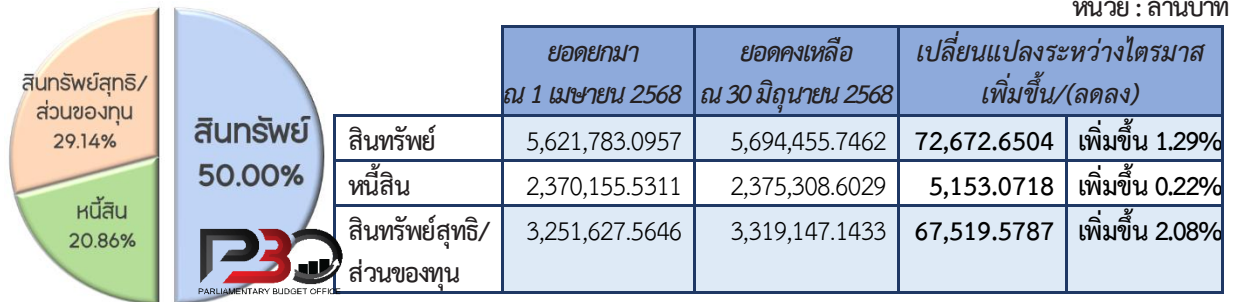 หน่วย : ล้านบาท
สินทรัพย์สุทธิ/
ส่วนของทุน
29.14%
สินทรัพย์
50.00%
หนี้สิน
20.86%
PBO
PARLIAMENTARY BUDGET OFFICE
ยอดยกมา ยอดคงเหลือ เปลี่ยนแปลงระหว่างไตรมาส
ณ 1 เมษายน 2568 ณ 30 มิถุนายน 2568 เพิ่มขึ้น/(ลดลง)
สินทรัพย์ 5,621,783.0957 5,694,455.7462 72,672.6504 เพิ่มขึ้น 1.29%
หนี้สิน 2,370,155.5311 2,375,308.6029 5,153.0718 เพิ่มขึ้น 0.22%
สินทรัพย์สุทธิ/ 3,251,627.5646 3,319,147.1433 67,519.5787 เพิ่มขึ้น 2.08%
ส่วนของทุน